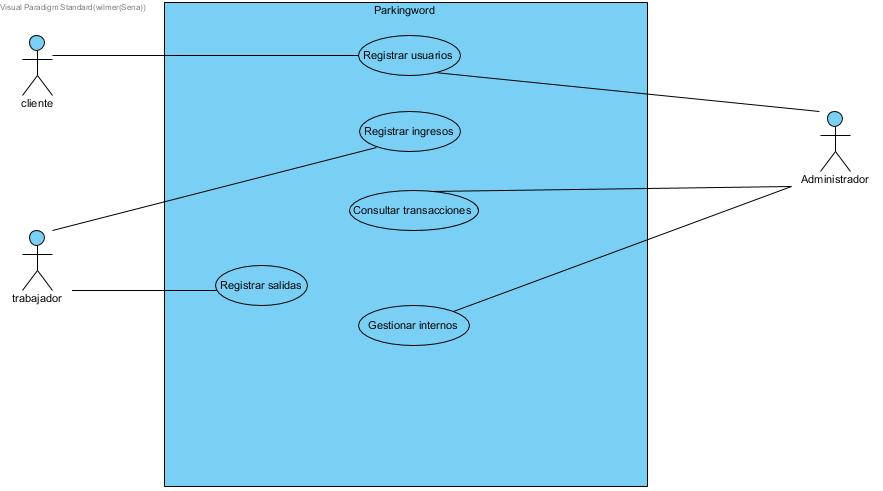 Visual Paradigm Standard(wilmer(Sena))
Parkingword
Registrar usuarios
cliente
Registrar ingresos
Administrador
Consultar transacciones
trabajador
Registrar salidas
Gestionar internos